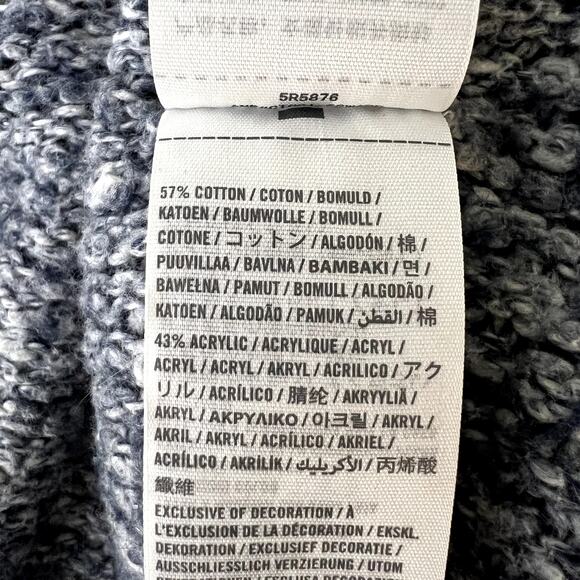 5R5876
57% COTTON / COTON / BOMULD /
KATOEN / BAUMWOLLE / BOMULL /
COTONE / コットン / ALGODÓN / 棉 /
PUUVILLAA / BAVLNA / ΒΑΜΒΑΚΙ / 면 /
BAWEŁNA / PAMUT / BOMULL / ALGODÃO /
KATOEN / ALGODÃO / PAMUK / القطن / 棉
43% ACRYLIC / ACRYLIQUE / ACRYL /
ACRYL / ACRYL / AKRYL / ACRILICO / アク
リル / ACRÍLICO / 腈纶 / AKRYYLIÄ /
AKRYL / ΑΚΡΥΛΙΚΟ / 아크릴 / AKRYL /
AKRIL / AKRYL / ACRÍLICO / AKRIEL /
ACRÍLICO / AKRİLİK / الأكريليك / 丙烯酸
纖維
EXCLUSIVE OF DECORATION / À
L'EXCLUSION DE LA DÉCORATION / EKSKL.
DEKORATION / EXCLUSIEF DECORATIE /
AUSSCHLIESSLICH VERZIERUNG / UTOM